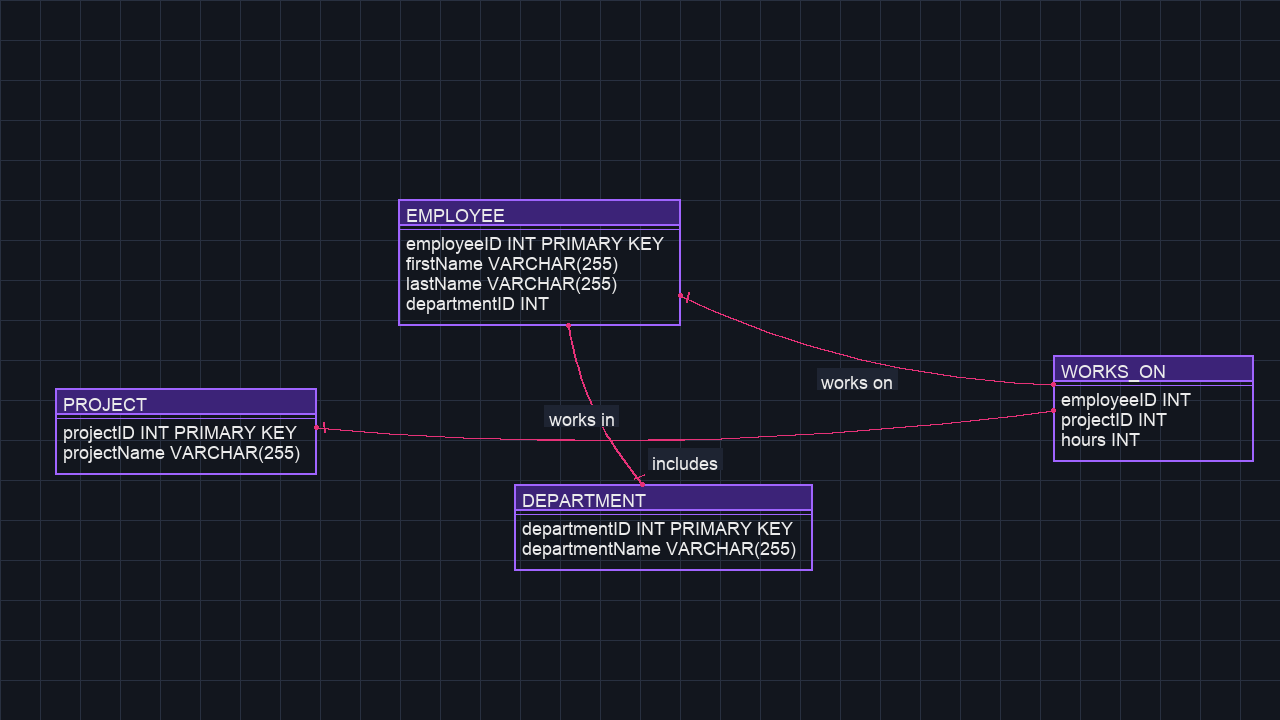 EMPLOYEE
employeeID INT PRIMARY KEY
firstName VARCHAR(255)
lastName VARCHAR(255)
departmentID INT
WORKS_ON
employeeID INT
projectID INT
hours INT
works on
PROJECT
projectID INT PRIMARY KEY
projectName VARCHAR(255)
works in
includes
DEPARTMENT
departmentID INT PRIMARY KEY
departmentName VARCHAR(255)